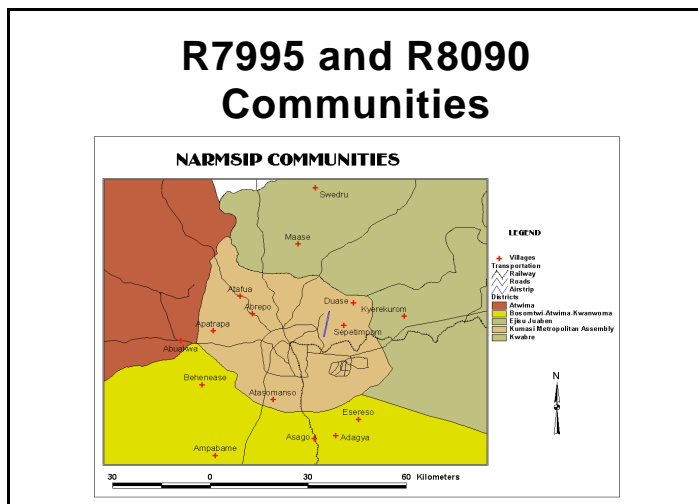 R7995 and R8090
Communities
NARMSIP COMMUNITIES
Swedru
Maase
Atafua
Abrepo
Duase
Kyerekurom
Apatrapa
Sepetimpom
Abuakwa
Behenease
Atasomanso
Esereso
Asago
Adagya
Ampabame
LEGEND
Villages
Transportation
Railway
Roads
Airstrip
Districts
Atwima
Bosomtwi-Atwima-Kwanwoma
Ejisu Juaben
Kumasi Metropolitan Assembly
Kwabre
N
30 0 30 60 Kilometers